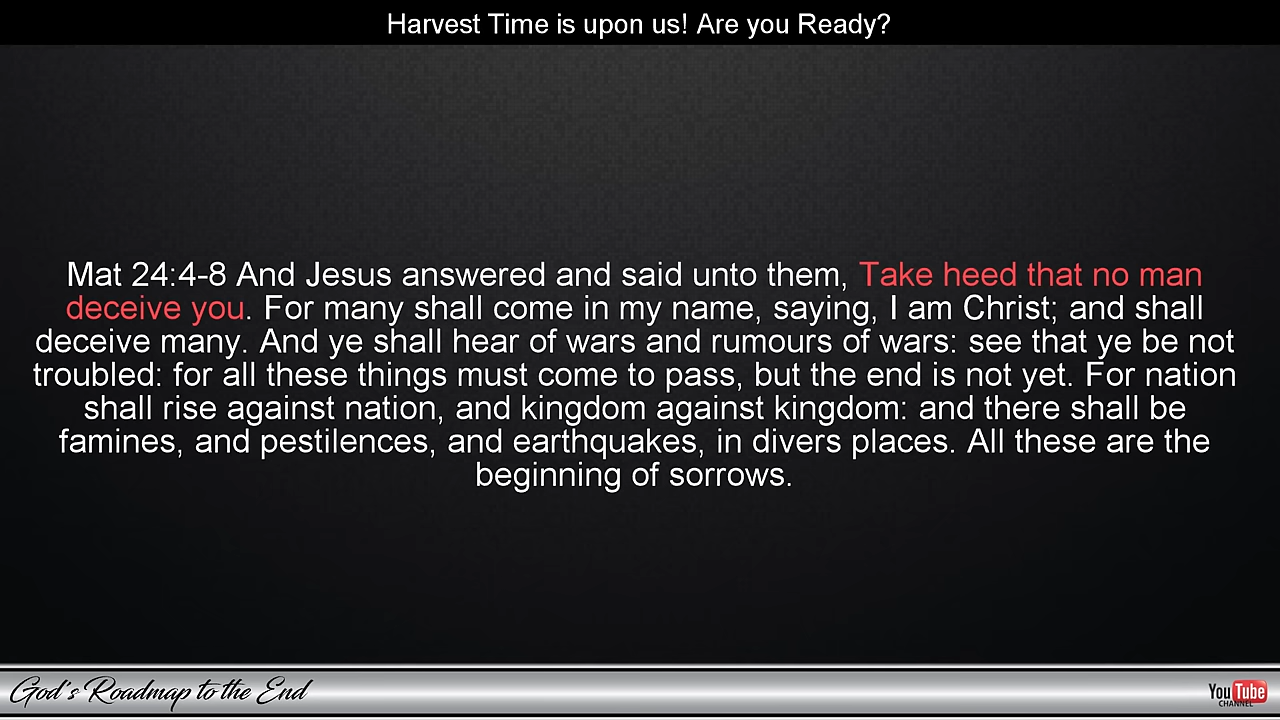 Harvest Time is upon us! Are you Ready?
Mat 24:4-8 And Jesus answered and said unto them, Take heed that no man
deceive you. For many shall come in my name, saying, I am Christ; and shall
deceive many. And ye shall hear of wars and rumours of wars: see that ye be not
troubled: for all these things must come to pass, but the end is not yet. For nation
shall rise against nation, and kingdom against kingdom: and there shall be
famines, and pestilences, and earthquakes, in divers places. All these are the
beginning of sorrows.
God's Roadmap to the End
YouTube
CHANNEL